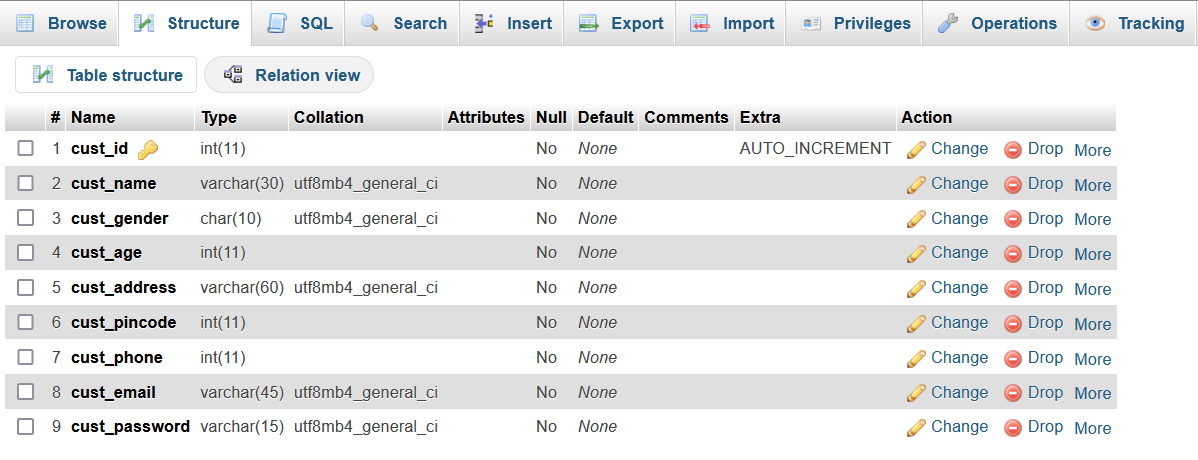 Browse Structure SQL Search Insert Export Import Privileges Operations Tracking
Table structure Relation view
# Name Type Collation Attributes Null Default Comments Extra Action
1 cust_id int(11) No None AUTO_INCREMENT Change Drop More
2 cust_name varchar(30) utf8mb4_general_ci No None Change Drop More
3 cust_gender char(10) utf8mb4_general_ci No None Change Drop More
4 cust_age int(11) No None Change Drop More
5 cust_address varchar(60) utf8mb4_general_ci No None Change Drop More
6 cust_pincode int(11) No None Change Drop More
7 cust_phone int(11) No None Change Drop More
8 cust_email varchar(45) utf8mb4_general_ci No None Change Drop More
9 cust_password varchar(15) utf8mb4_general_ci No None Change Drop More